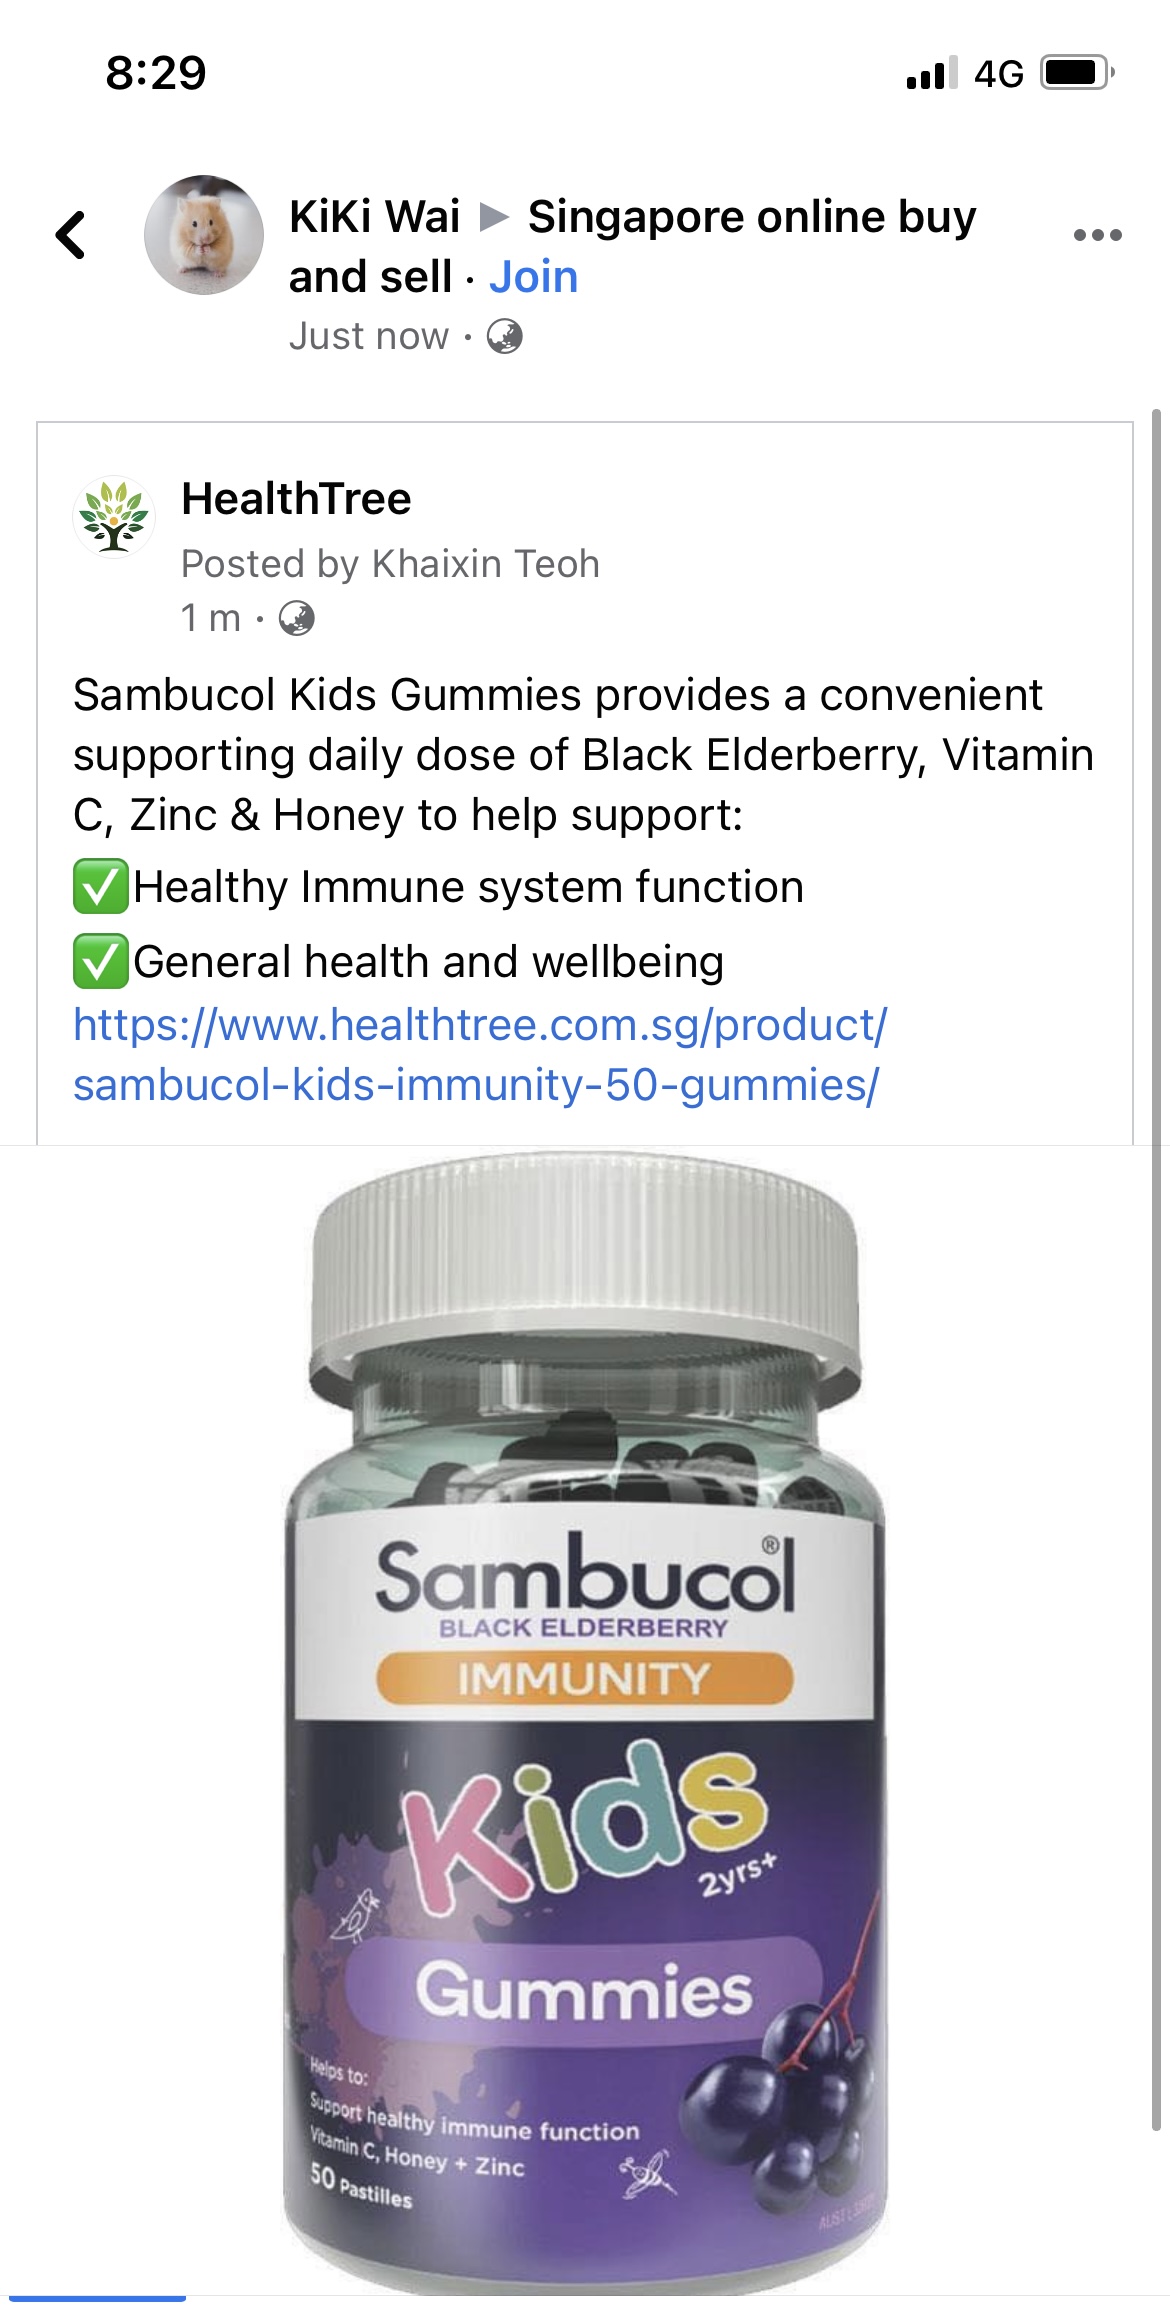 8:29
4G
KiKi Wai ▶ Singapore online buy
and sell · Join
Just now ·
HealthTree
Posted by Khaixin Teoh
1 m ·
Sambucol Kids Gummies provides a convenient
supporting daily dose of Black Elderberry, Vitamin
C, Zinc & Honey to help support:
✅Healthy Immune system function
✅General health and wellbeing
https://www.healthtree.com.sg/product/
sambucol-kids-immunity-50-gummies/
Sambucol®
BLACK ELDERBERRY
IMMUNITY
Kids
2yrs+
Gummies
Helps to:
Support healthy immune function
Vitamin C, Honey + Zinc
50 Pastilles